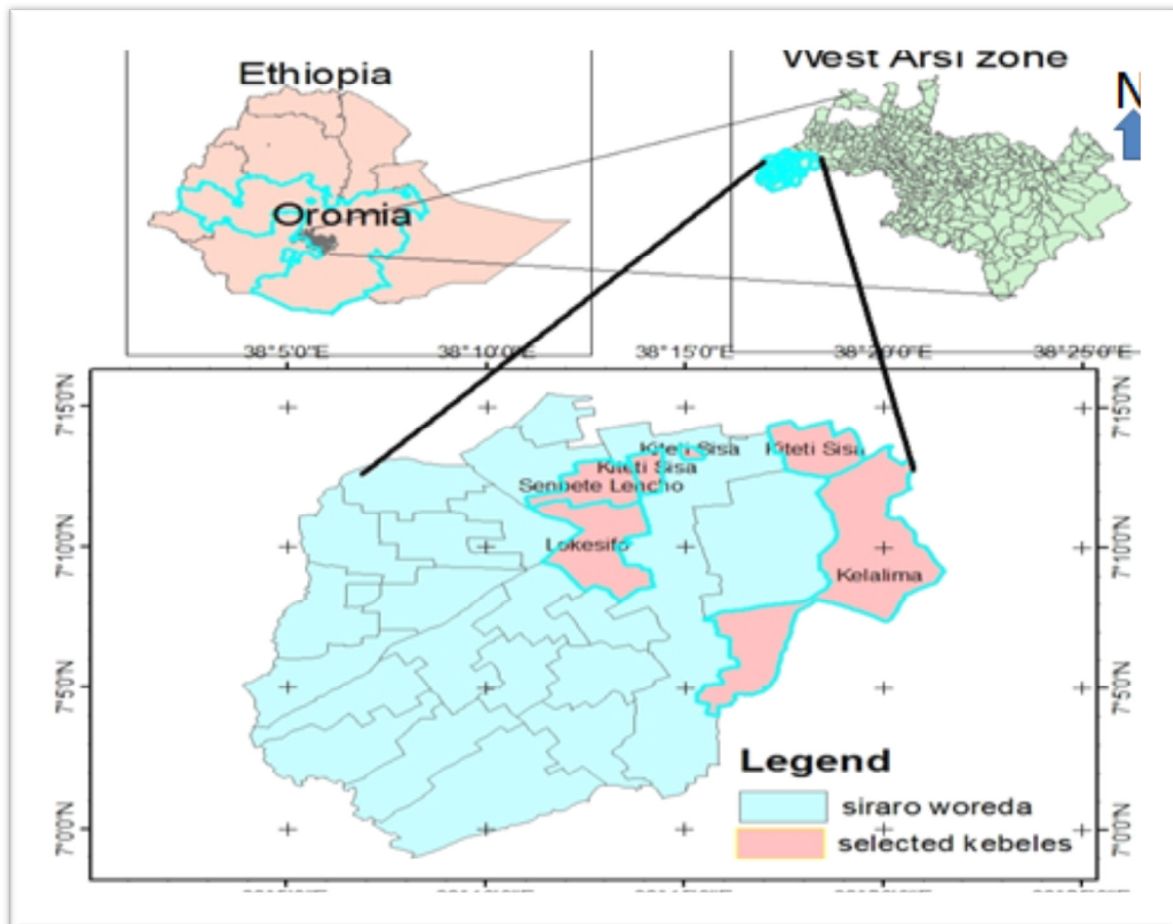 Ethiopia
West Arsi zone
N
Oromia
38°5'0"E 38°10'0"E 38°15'0"E 38°20'0"E 38°25'0"E
7°15'0"N 7°15'0"N
Kiteti Sisa Kiteti Sisa
Kiteti Sisa
Senbete Lencho
7°10'0"N Lokesifo 7°10'0"N
Kelalima
7°5'0"N 7°5'0"N
Legend
siraro woreda
7°0'0"N 7°0'0"N
selected kebeles